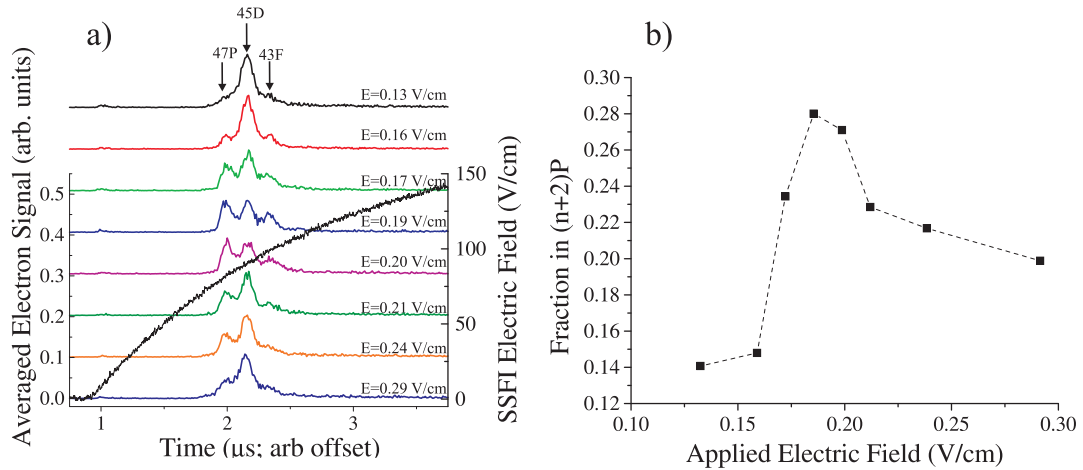 a)
45D
47P
43F
E=0.13 V/cm
E=0.16 V/cm
E=0.17 V/cm
E=0.19 V/cm
E=0.20 V/cm
E=0.21 V/cm
E=0.24 V/cm
E=0.29 V/cm
Averaged Electron Signal (arb. units)
0.5
0.4
0.3
0.2
0.1
0.0
150
100
50
0
SSFI Electric Field (V/cm)
1
2
3
Time (μs; arb offset)
b)
Fraction in (n+2)P
0.30
0.28
0.26
0.24
0.22
0.20
0.18
0.16
0.14
0.12
0.10
0.15
0.20
0.25
0.30
Applied Electric Field (V/cm)